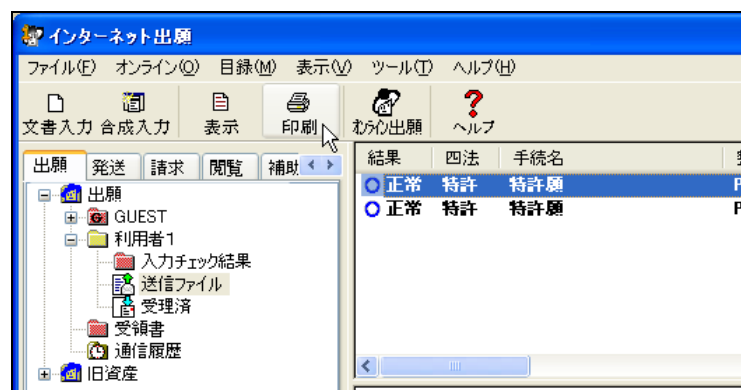 インターネット出願
ファイル(F) オンライン(O) 目録(M) 表示(V) ツール(T) ヘルプ(H)
文書入力 合成入力 表示 印刷 オンライン出願 ヘルプ
出願 発送 請求 閲覧 補助
結果 四法 手続名
正常 特許 特許願
正常 特許 特許願
出願
GUEST
利用者1
入力チェック結果
送信ファイル
受理済
受領書
通信履歴
旧資産